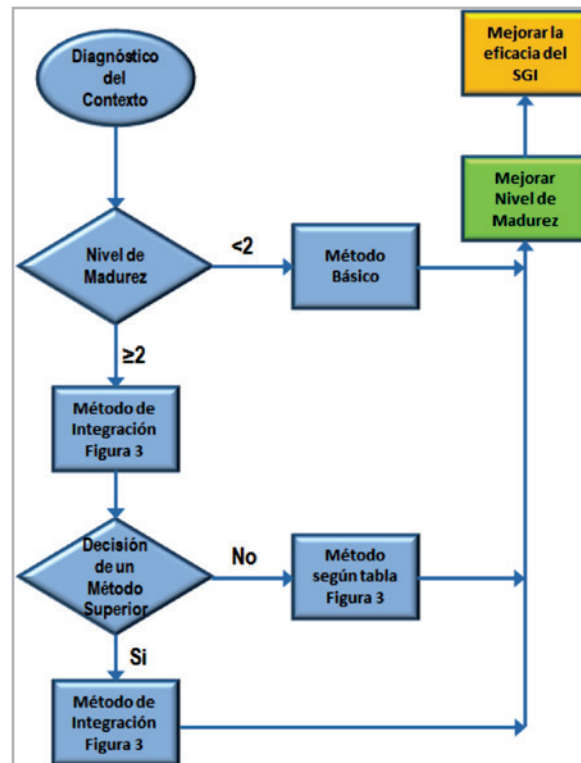 Diagnóstico
del
Contexto
Mejorar la
eficacia del
SGI
Mejorar
Nivel de
Madurez
Nivel de
Madurez
<2
Método
Básico
≥2
Método de
Integración
Figura 3
Decisión
de un
Método
Superior
No
Método
según tabla
Figura 3
Si
Método de
Integración
Figura 3